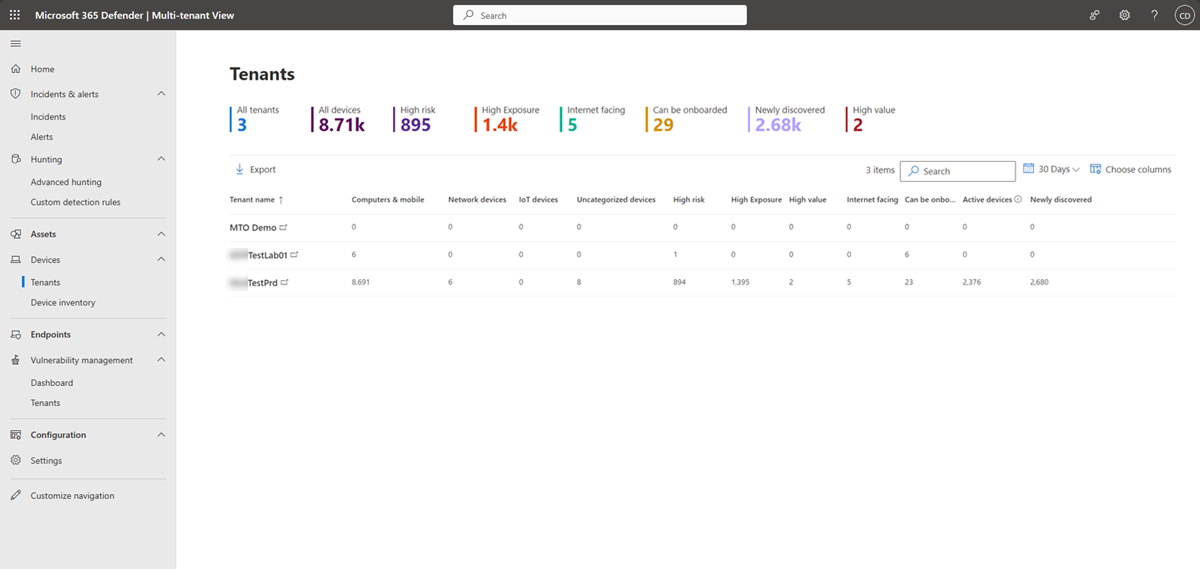 Microsoft 365 Defender | Multi-tenant View
Search
CD
Home
Incidents & alerts
Incidents
Alerts
Hunting
Advanced hunting
Custom detection rules
Assets
Devices
Tenants
Device inventory
Endpoints
Vulnerability management
Dashboard
Tenants
Configuration
Settings
Customize navigation
Tenants
All tenants All devices High risk High Exposure Internet facing Can be onboarded Newly discovered High value
3 8.71k 895 1.4k 5 29 2.68k 2
Export 3 items Search 30 Days Choose columns
Tenant name ↑ Computers & mobile Network devices IoT devices Uncategorized devices High risk High Exposure High value Internet facing Can be onbo... Active devices Newly discovered
MTO Demo 0 0 0 0 0 0 0 0 0 0 0
TestLab01 6 0 0 0 1 0 0 0 6 0 0
TestPrd 8,691 6 0 8 894 1,395 2 5 23 2,376 2,680